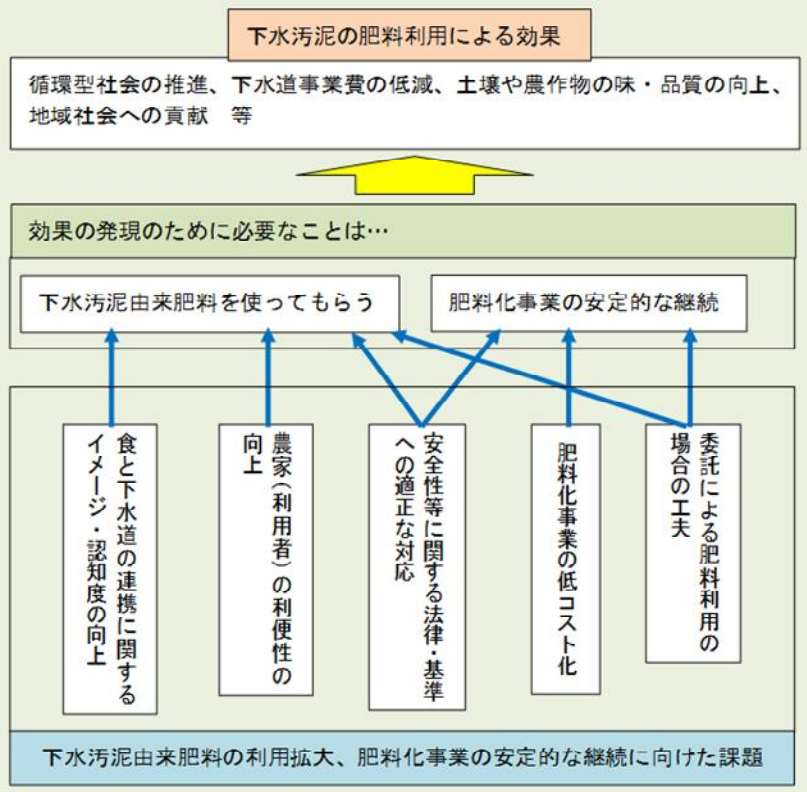 下水汚泥の肥料利用による効果
循環型社会の推進、下水道事業費の低減、土壌や農作物の味・品質の向上、
地域社会への貢献　等
効果の発現のために必要なことは…
下水汚泥由来肥料を使ってもらう
肥料化事業の安定的な継続
食と下水道の連携に関する
イメージ・認知度の向上
農家（利用者）の利便性の
向上
安全性等に関する法律・基準
への適正な対応
肥料化事業の低コスト化
委託による肥料利用の
場合の工夫
下水汚泥由来肥料の利用拡大、肥料化事業の安定的な継続に向けた課題